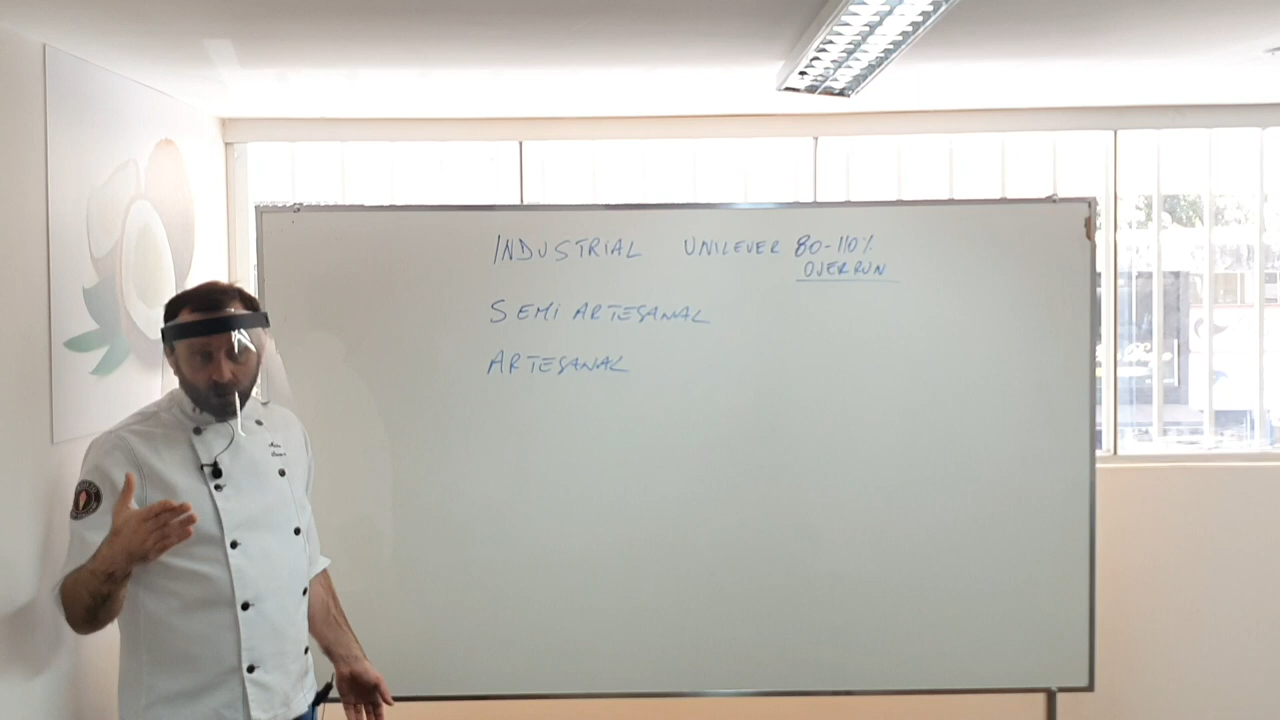 INDUSTRIAL UNILEVER 80-110%
OVERRUN
SEMI ARTESANAL
ARTESANAL